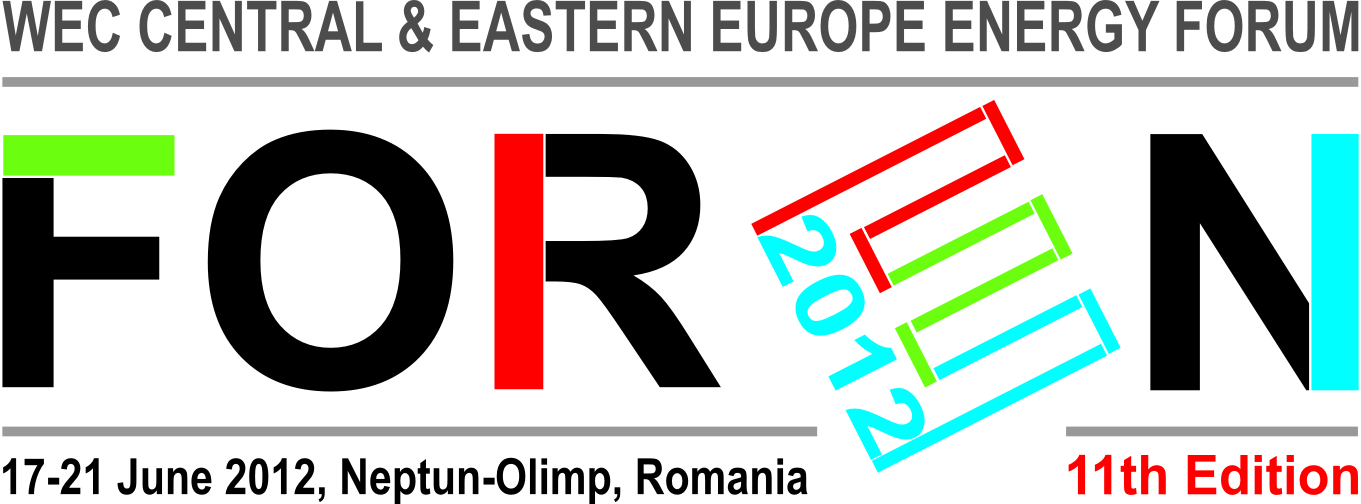 WEC CENTRAL & EASTERN EUROPE ENERGY FORUM
FOREN
2012
17-21 June 2012, Neptun-Olimp, Romania
11th Edition